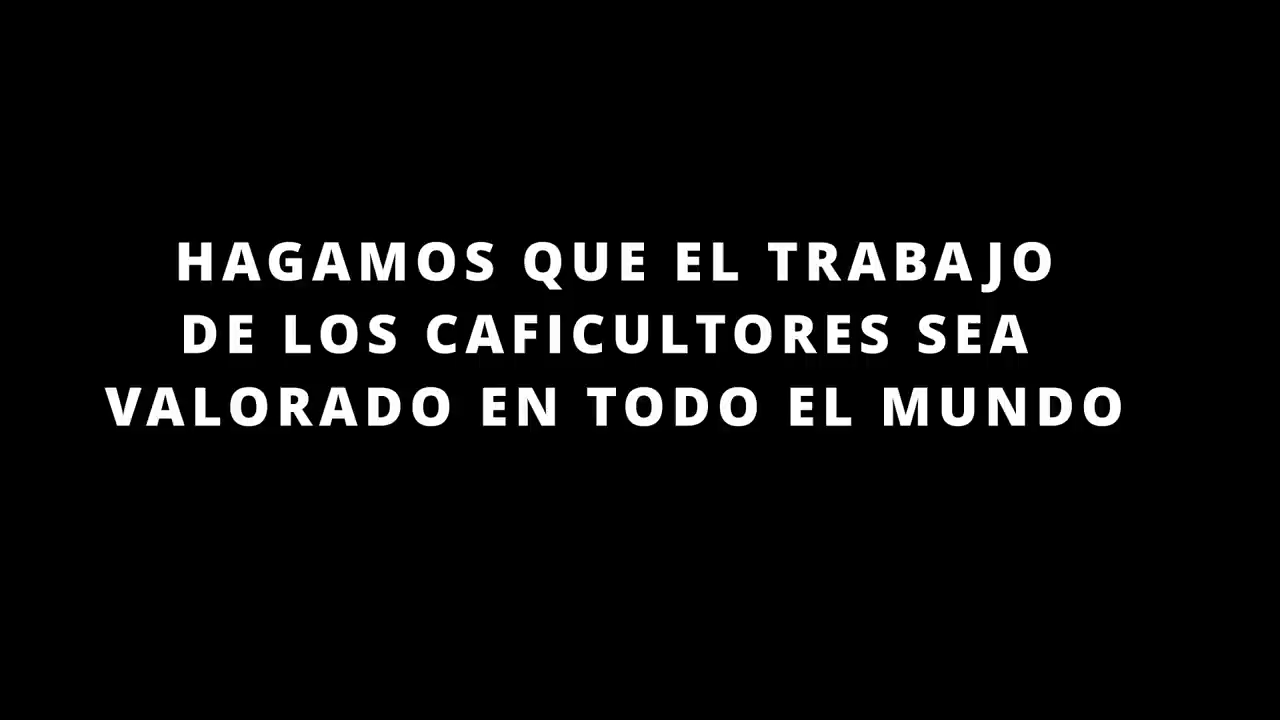 HAGAMOS QUE EL TRABAJO
DE LOS CAFICULTORES SEA
VALORADO EN TODO EL MUNDO